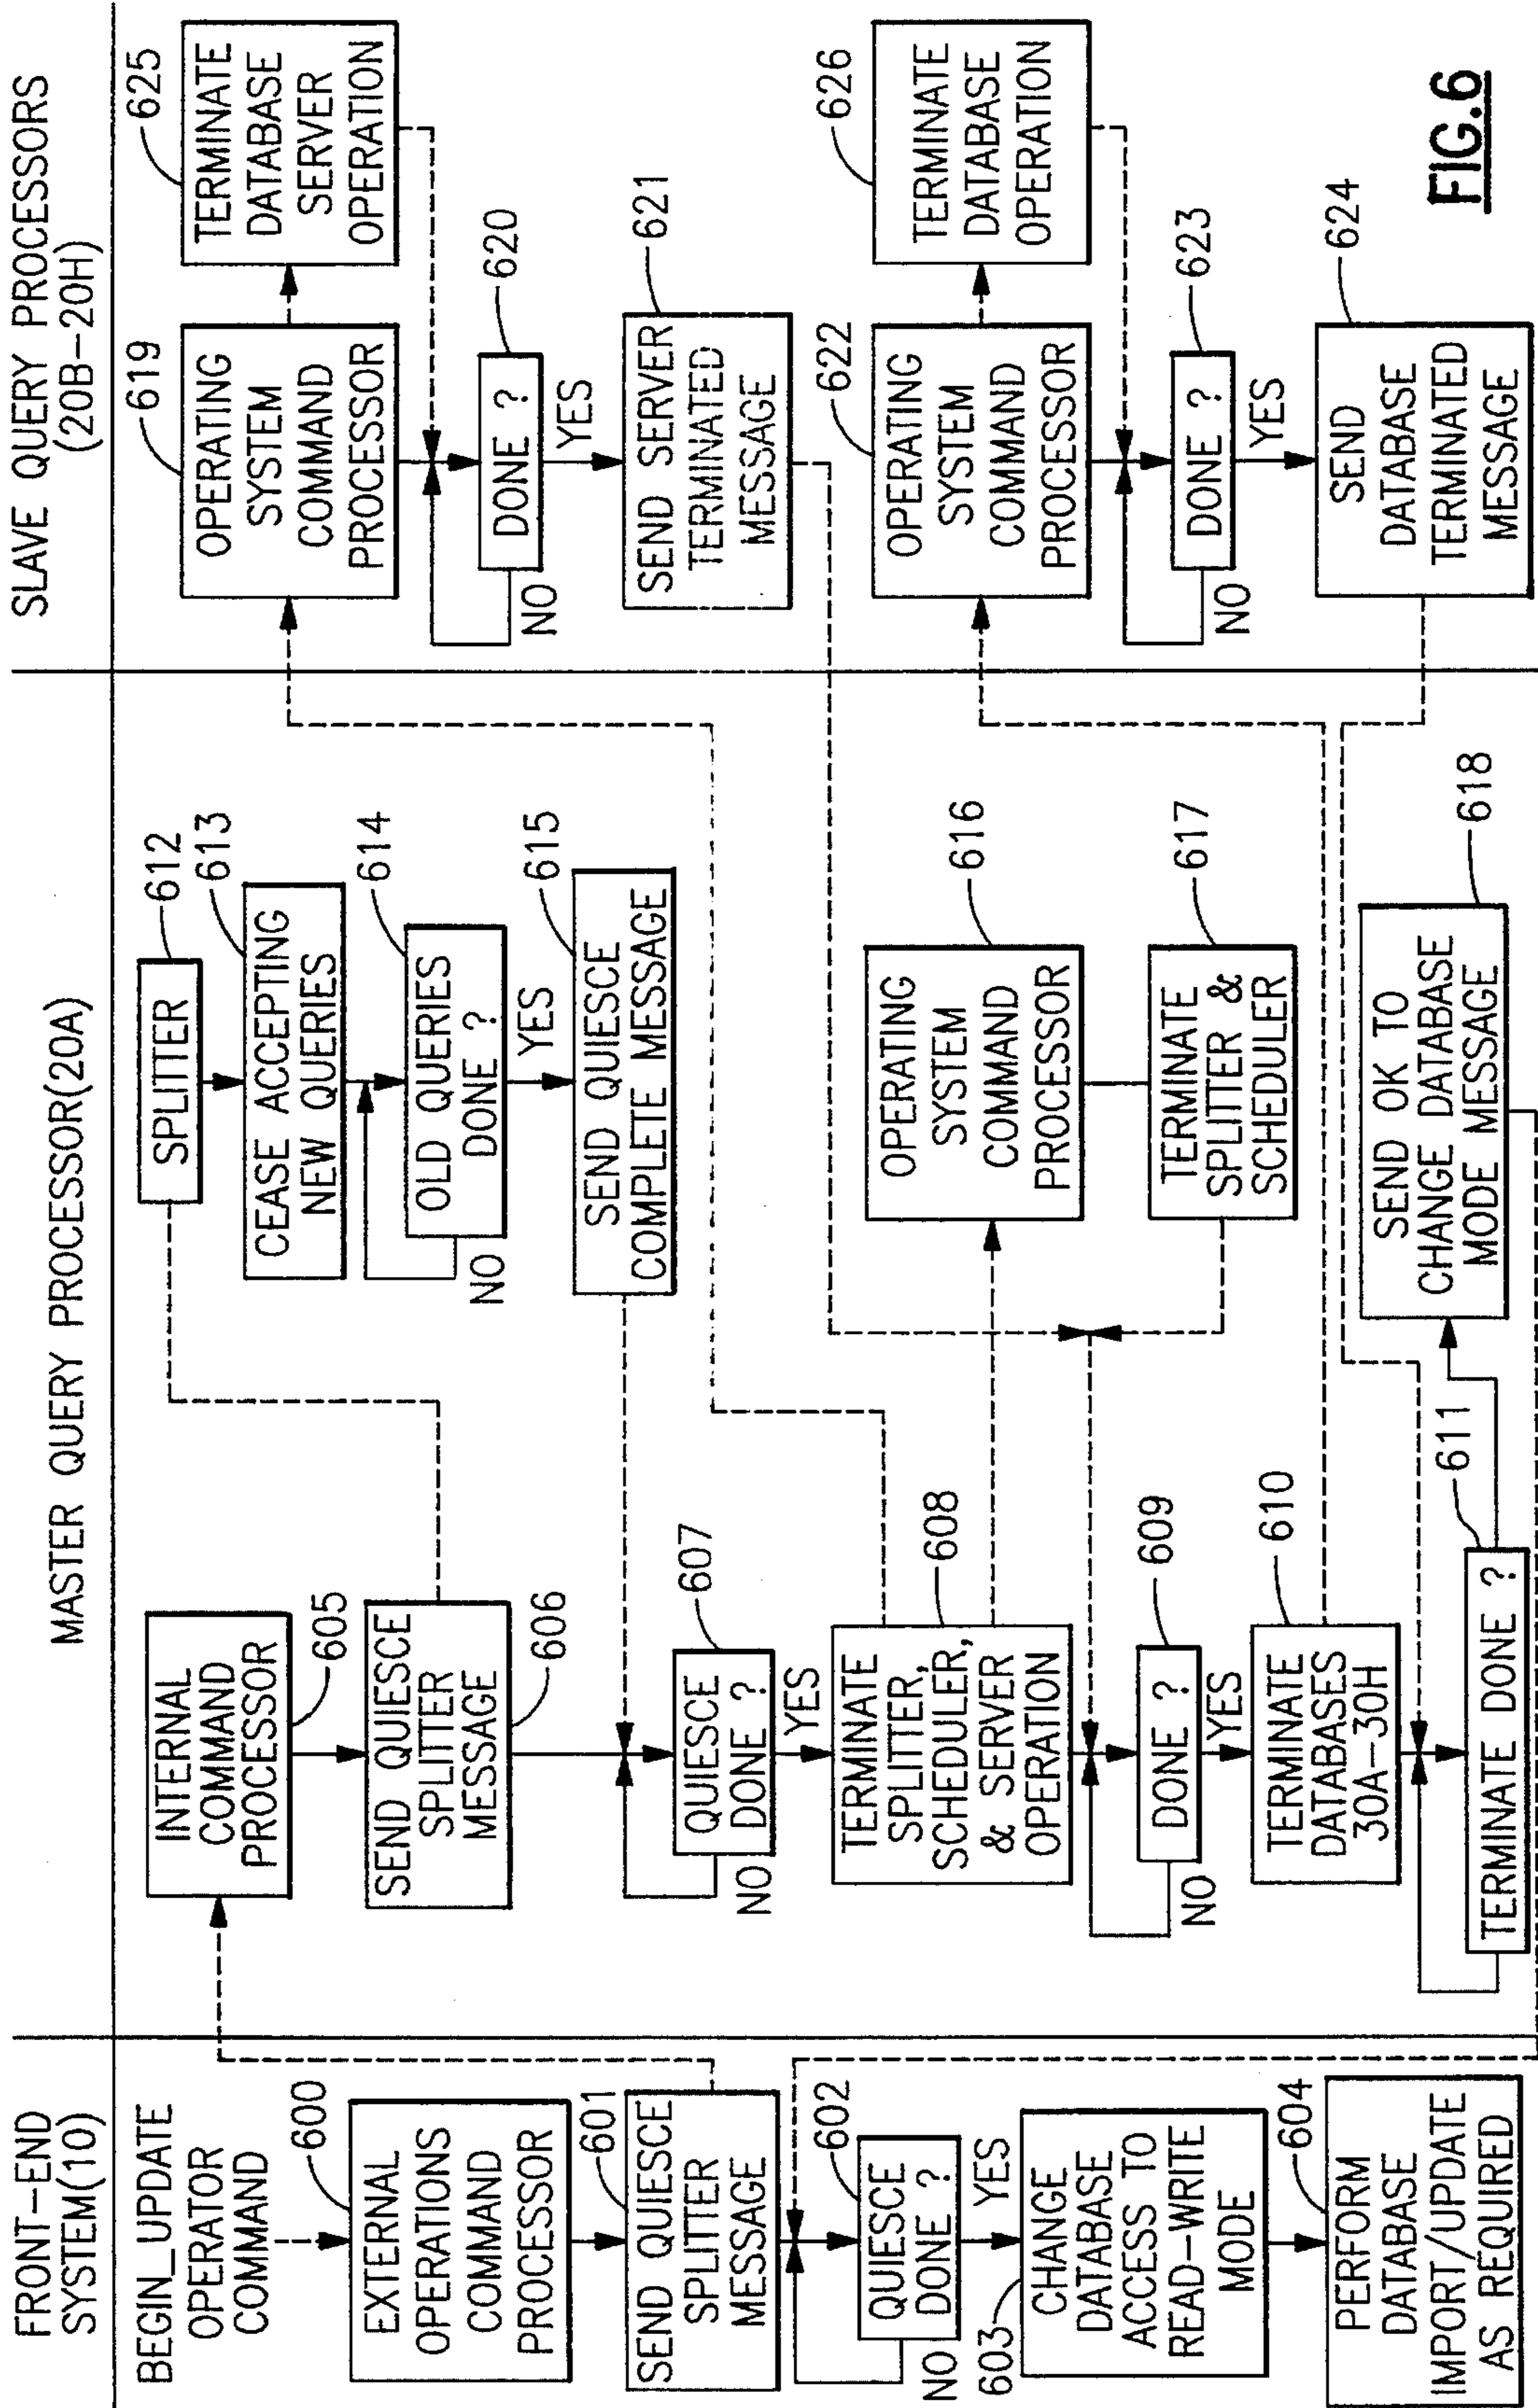 FRONT-END
SYSTEM(10)
BEGIN_UPDATE
OPERATOR
COMMAND
600
EXTERNAL
OPERATIONS
COMMAND
PROCESSOR
601
SEND QUIESCE
SPLITTER
MESSAGE
602
QUIESCE
DONE ?
NO
YES
603
CHANGE
DATABASE
ACCESS TO
READ-WRITE
MODE
604
PERFORM
DATABASE
IMPORT/UPDATE
AS REQUIRED
MASTER QUERY PROCESSOR(20A)
INTERNAL
COMMAND
PROCESSOR
605
SEND QUIESCE
SPLITTER
MESSAGE
606
607
QUIESCE
DONE ?
NO
YES
TERMINATE
SPLITTER,
SCHEDULER,
& SERVER
OPERATION
608
609
DONE ?
NO
YES
TERMINATE
DATABASES
30A-30H
610
611
TERMINATE DONE ?
612
SPLITTER
613
CEASE ACCEPTING
NEW QUERIES
614
OLD QUERIES
DONE ?
NO
YES
615
SEND QUIESCE
COMPLETE MESSAGE
616
OPERATING
SYSTEM
COMMAND
PROCESSOR
617
TERMINATE
SPLITTER &
SCHEDULER
618
SEND OK TO
CHANGE DATABASE
MODE MESSAGE
SLAVE QUERY PROCESSORS
(20B-20H)
619
OPERATING
SYSTEM
COMMAND
PROCESSOR
625
TERMINATE
DATABASE
SERVER
OPERATION
620
DONE ?
NO
YES
621
SEND SERVER
TERMINATED
MESSAGE
622
OPERATING
SYSTEM
COMMAND
PROCESSOR
626
TERMINATE
DATABASE
OPERATION
623
DONE ?
NO
YES
624
SEND
DATABASE
TERMINATED
MESSAGE
FIG.6